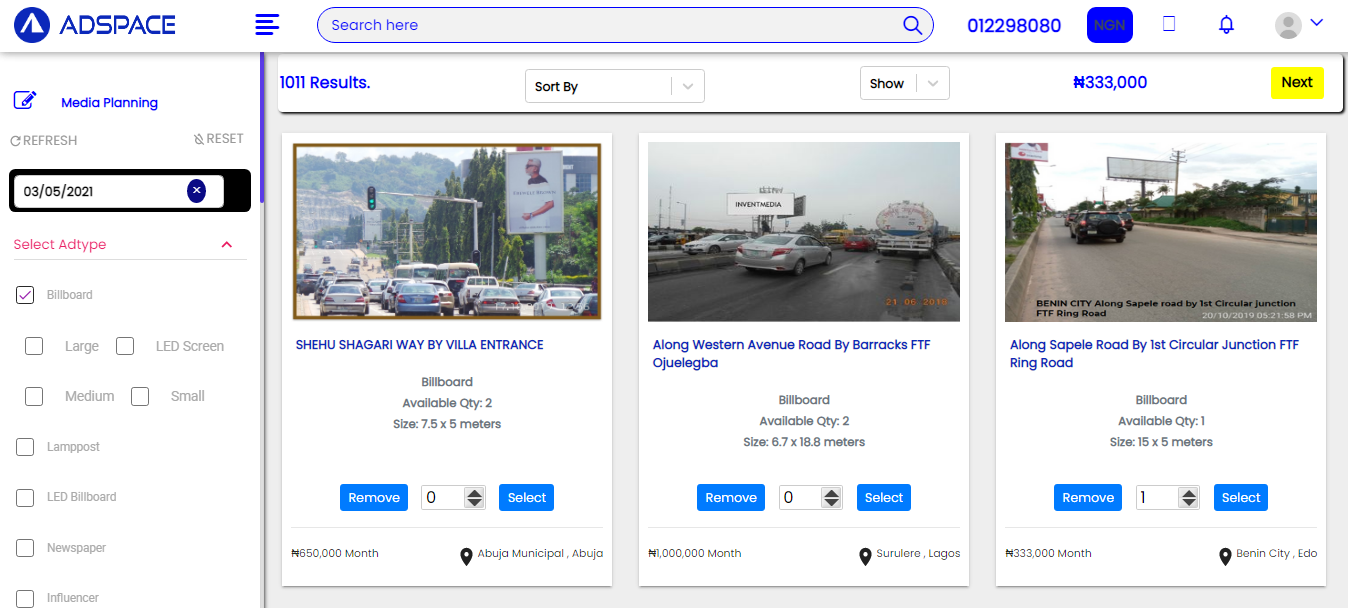 ADSPACE
Search here
012298080
NGN
Media Planning
REFRESH
RESET
03/05/2021
Select Adtype
Billboard
Large
LED Screen
Medium
Small
Lamppost
LED Billboard
Newspaper
Influencer
1011 Results.
Sort By
Show
₦333,000
Next
SHEHU SHAGARI WAY BY VILLA ENTRANCE
Billboard
Available Qty: 2
Size: 7.5 x 5 meters
Remove
0
Select
₦650,000 Month
Abuja Municipal , Abuja
INVENTMEDIA
21 06 2018
Along Western Avenue Road By Barracks FTF
Ojuelegba
Billboard
Available Qty: 2
Size: 6.7 x 18.8 meters
Remove
0
Select
₦1,000,000 Month
Surulere , Lagos
BENIN CITY Along Sapele road by 1st Circular junction
FTF Ring Road
20/10/2019 05:21:58 PM
Along Sapele Road By 1st Circular Junction FTF
Ring Road
Billboard
Available Qty: 1
Size: 15 x 5 meters
Remove
1
Select
₦333,000 Month
Benin City , Edo